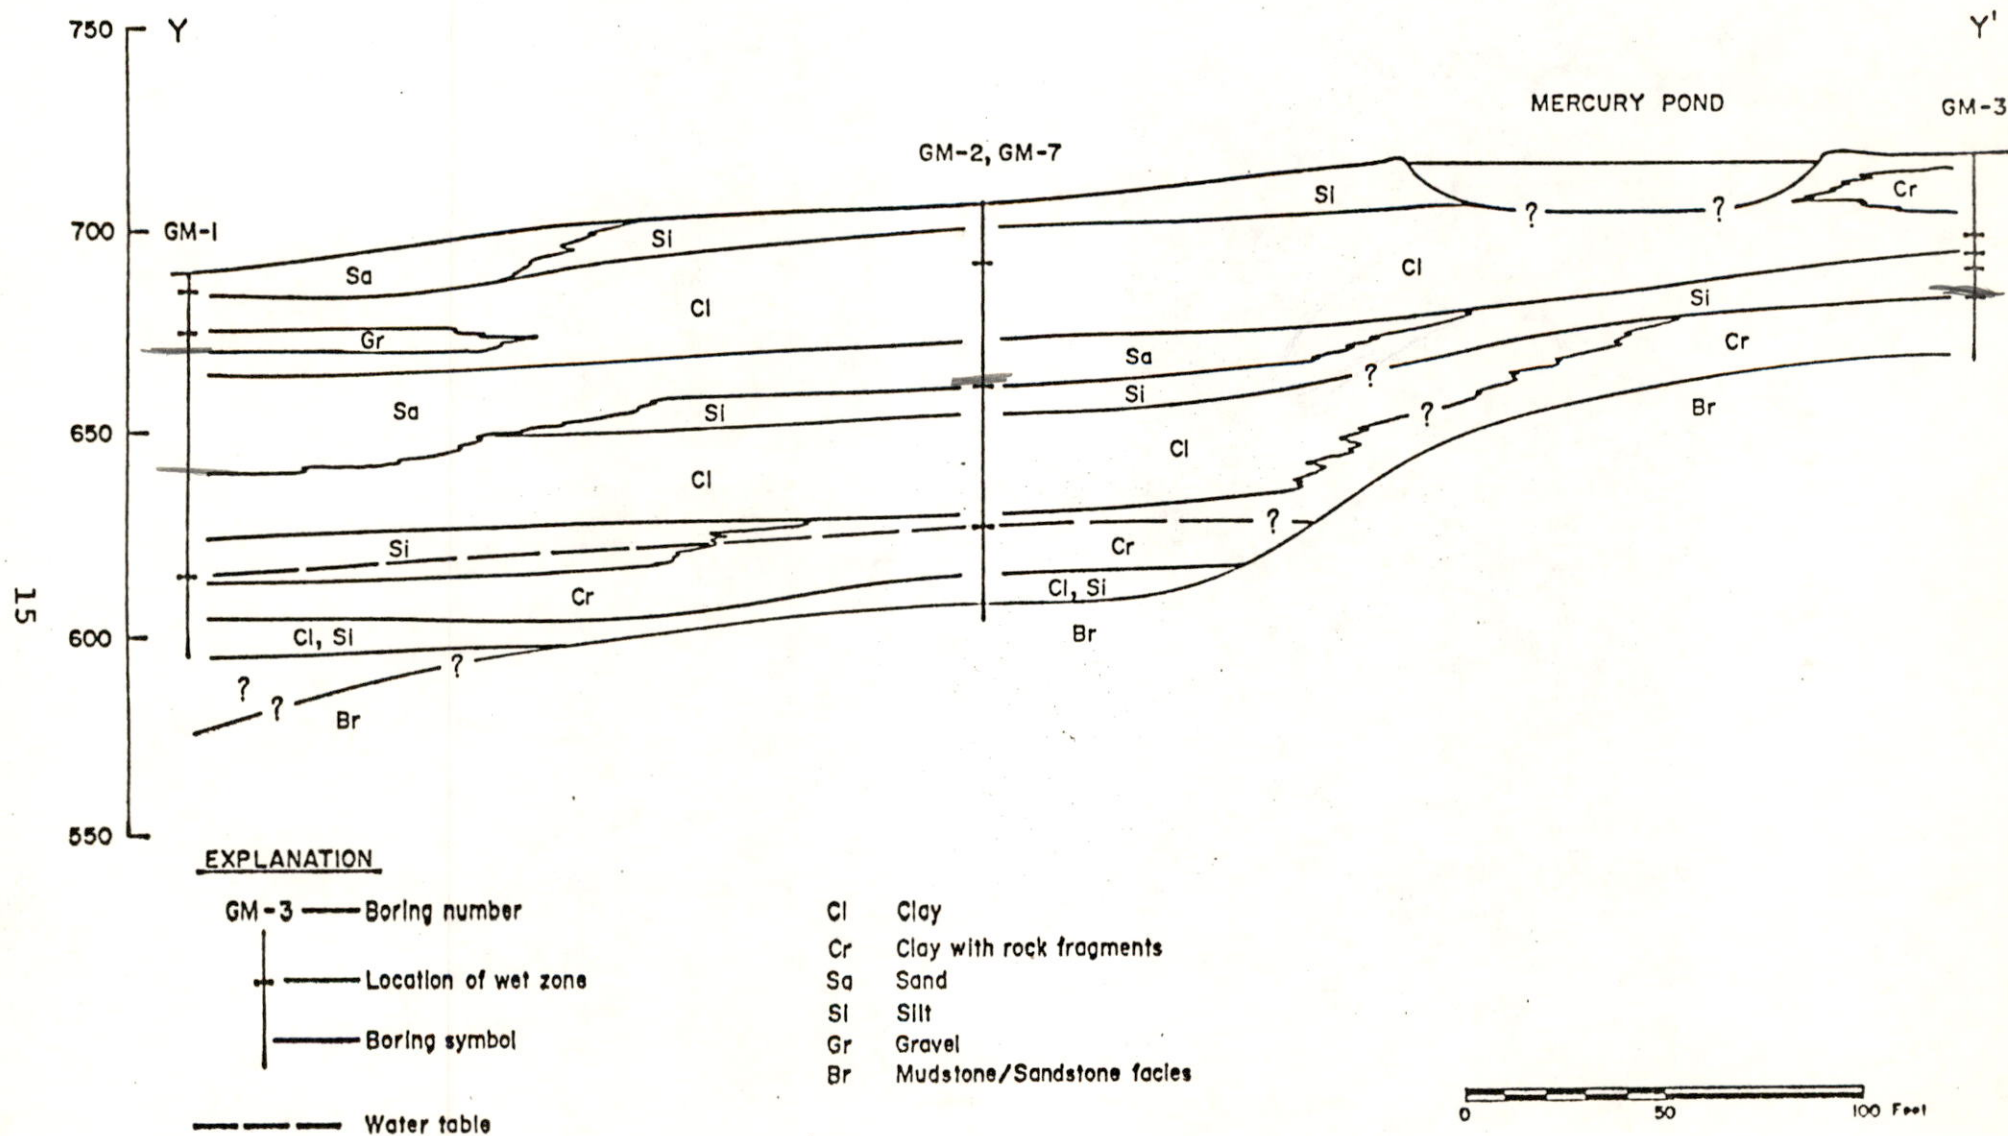 750
Y
Y'
MERCURY POND
GM-3
GM-2, GM-7
Si
Cr
700
GM-1
Si
?
?
Sa
Cl
Cl
Si
Gr
Sa
Cr
?
Si
Sa
Si
?
Br
650
Cl
Cl
Si
?
Cr
Cr
Cl, Si
15
600
Cl, Si
Br
?
?
?
Br
550
EXPLANATION
GM-3 Boring number
Location of wet zone
Boring symbol
Water table
Cl Clay
Cr Clay with rock fragments
Sa Sand
Si Silt
Gr Gravel
Br Mudstone/Sandstone facies
0 50 100 Feet